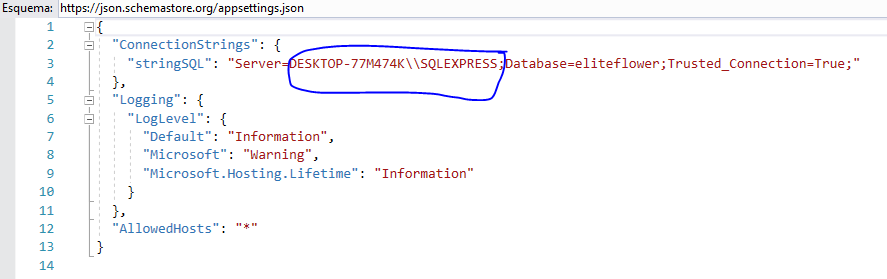 Esquema: https://json.schemastore.org/appsettings.json
1 {
2 "ConnectionStrings": {
3 "stringSQL": "Server=DESKTOP-77M474K\\SQLEXPRESS;Database=eliteflower;Trusted_Connection=True;"
4 },
5 "Logging": {
6 "LogLevel": {
7 "Default": "Information",
8 "Microsoft": "Warning",
9 "Microsoft.Hosting.Lifetime": "Information"
10 }
11 },
12 "AllowedHosts": "*"
13 }
14